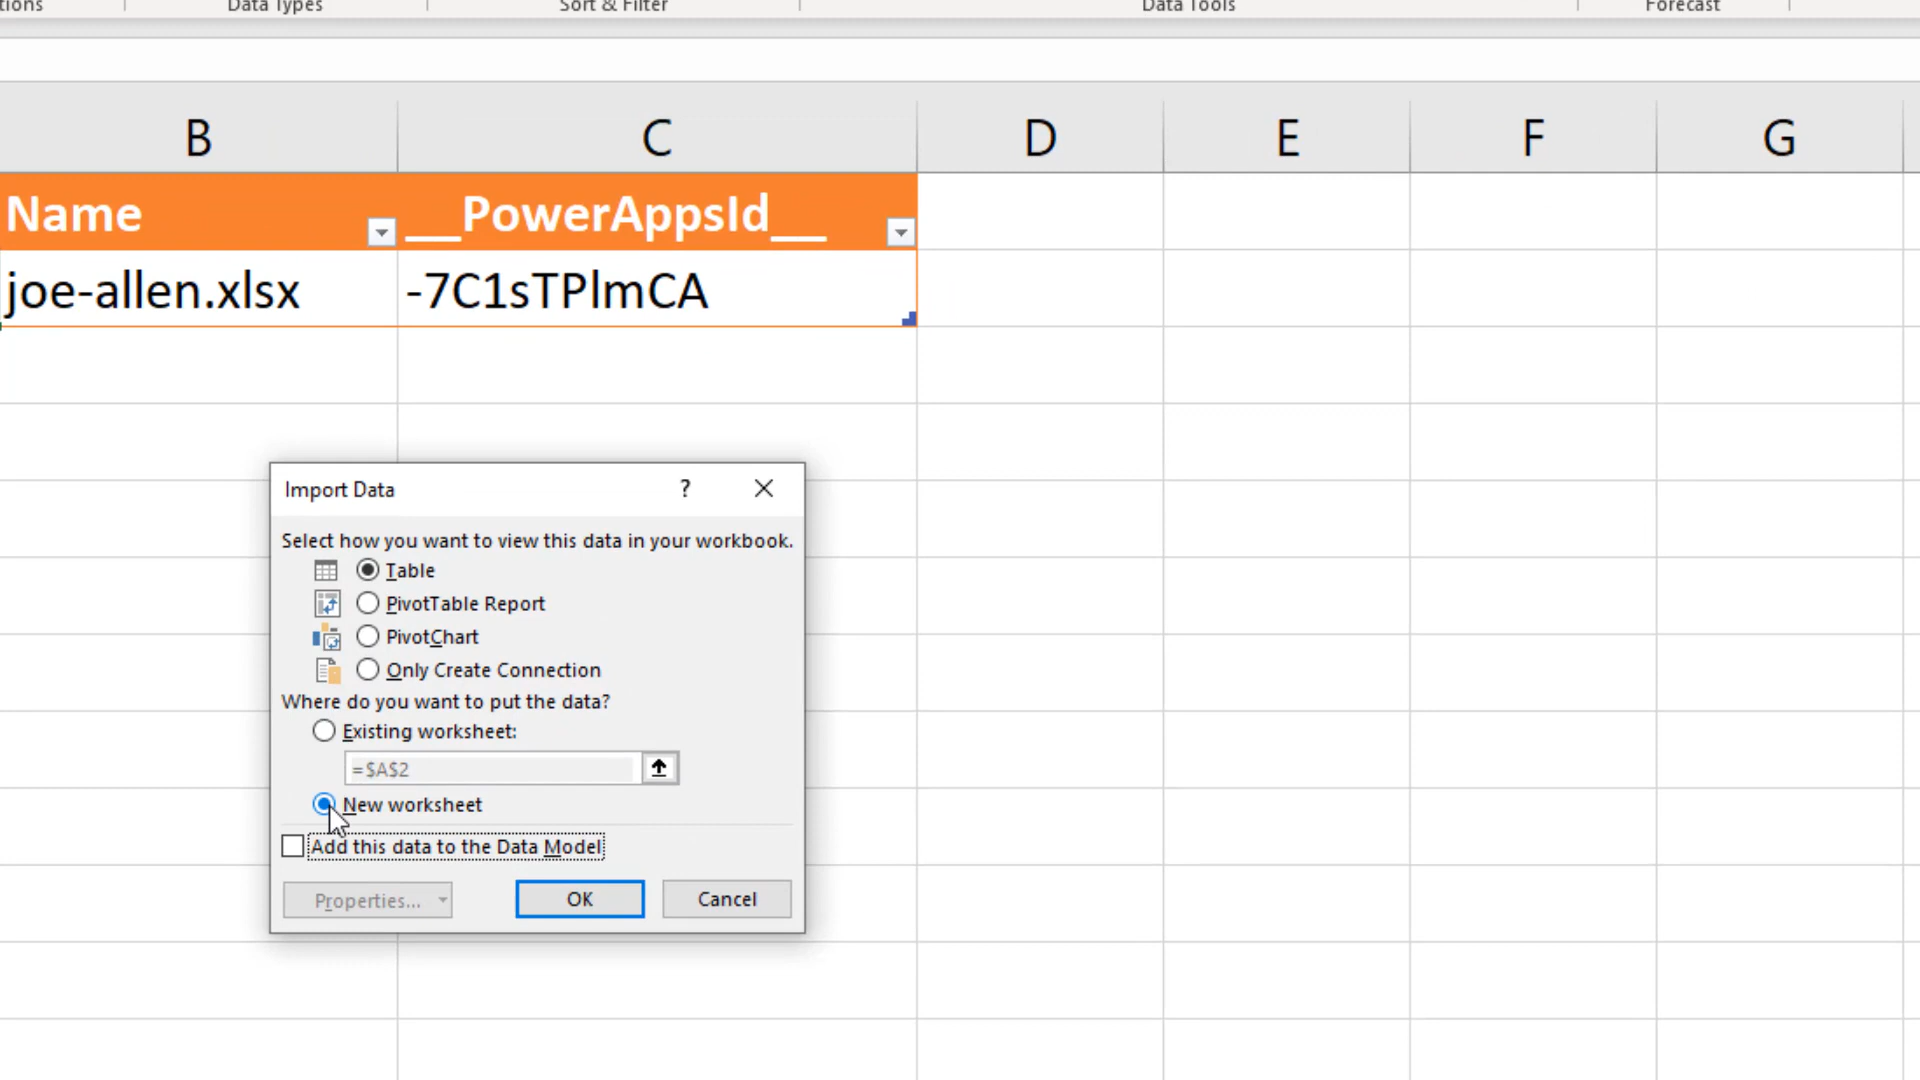 tions Data Types Sort & Filter Data Tools Forecast
B C D E F G
Name __PowerAppsId__
joe-allen.xlsx -7C1sTPlmCA
Import Data ?
Select how you want to view this data in your workbook.
Table
PivotTable Report
PivotChart
Only Create Connection
Where do you want to put the data?
Existing worksheet:
=$A$2
New worksheet
Add this data to the Data Model
Properties... OK Cancel